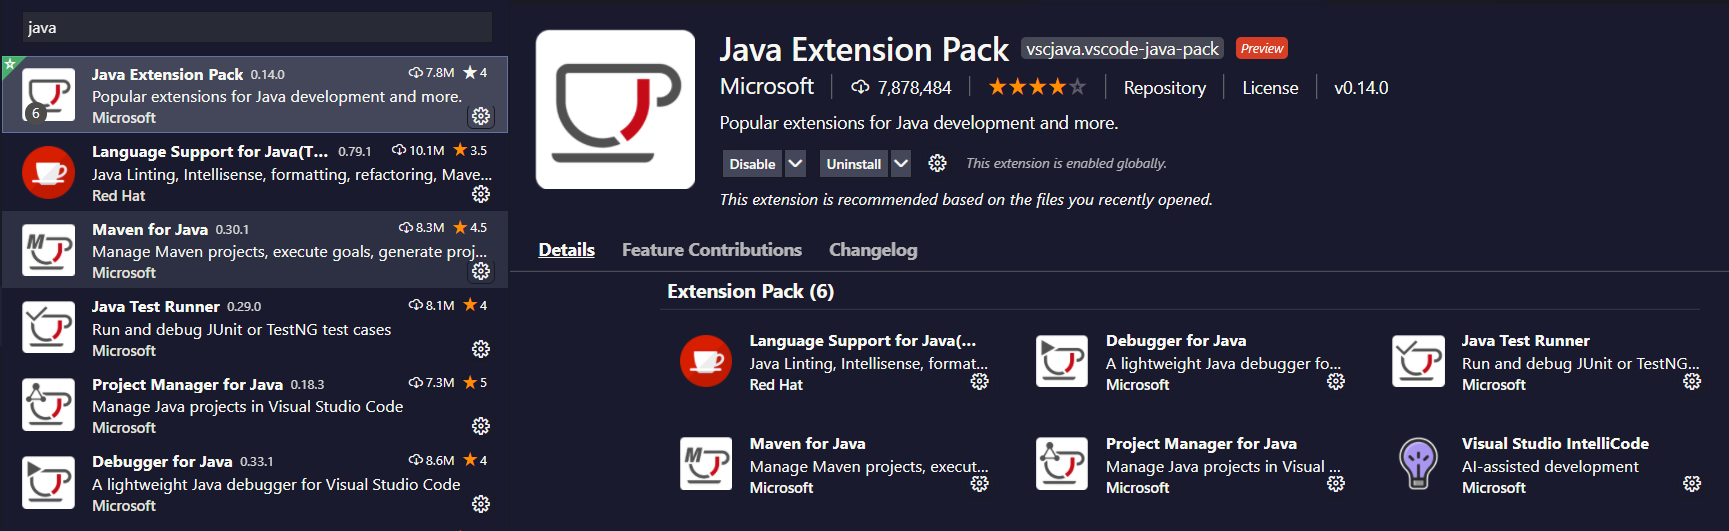 java
Java Extension Pack 0.14.0 7.8M 4
Popular extensions for Java development and more.
6
Microsoft
Language Support for Java(T... 0.79.1 10.1M 3.5
Java Linting, Intellisense, formatting, refactoring, Mave...
Red Hat
Maven for Java 0.30.1 8.3M 4.5
Manage Maven projects, execute goals, generate proj...
Microsoft
Java Test Runner 0.29.0 8.1M 4
Run and debug JUnit or TestNG test cases
Microsoft
Project Manager for Java 0.18.3 7.3M 5
Manage Java projects in Visual Studio Code
Microsoft
Debugger for Java 0.33.1 8.6M 4
A lightweight Java debugger for Visual Studio Code
Microsoft
Java Extension Pack vscjava.vscode-java-pack Preview
Microsoft 7,878,484 Repository License v0.14.0
Popular extensions for Java development and more.
Disable Uninstall This extension is enabled globally.
This extension is recommended based on the files you recently opened.
Details Feature Contributions Changelog
Extension Pack (6)
Language Support for Java(...
Java Linting, Intellisense, format...
Red Hat
Debugger for Java
A lightweight Java debugger fo...
Microsoft
Java Test Runner
Run and debug JUnit or TestNG...
Microsoft
M
Maven for Java
Manage Maven projects, execut...
Microsoft
Project Manager for Java
Manage Java projects in Visual ...
Microsoft
Visual Studio IntelliCode
AI-assisted development
Microsoft